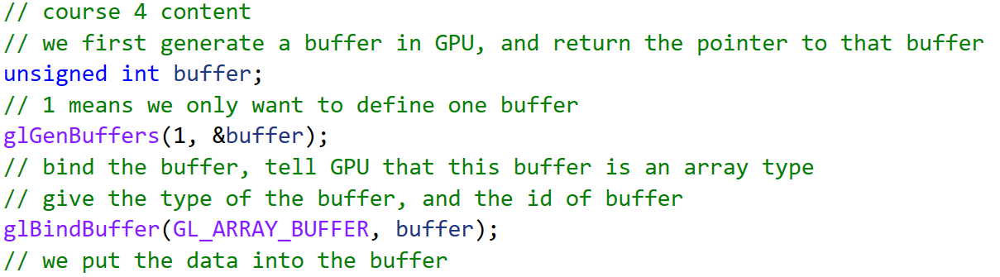 // course 4 content
// we first generate a buffer in GPU, and return the pointer to that buffer
unsigned int buffer;
// 1 means we only want to define one buffer
glGenBuffers(1, &buffer);
// bind the buffer, tell GPU that this buffer is an array type
// give the type of the buffer, and the id of buffer
glBindBuffer(GL_ARRAY_BUFFER, buffer);
// we put the data into the buffer